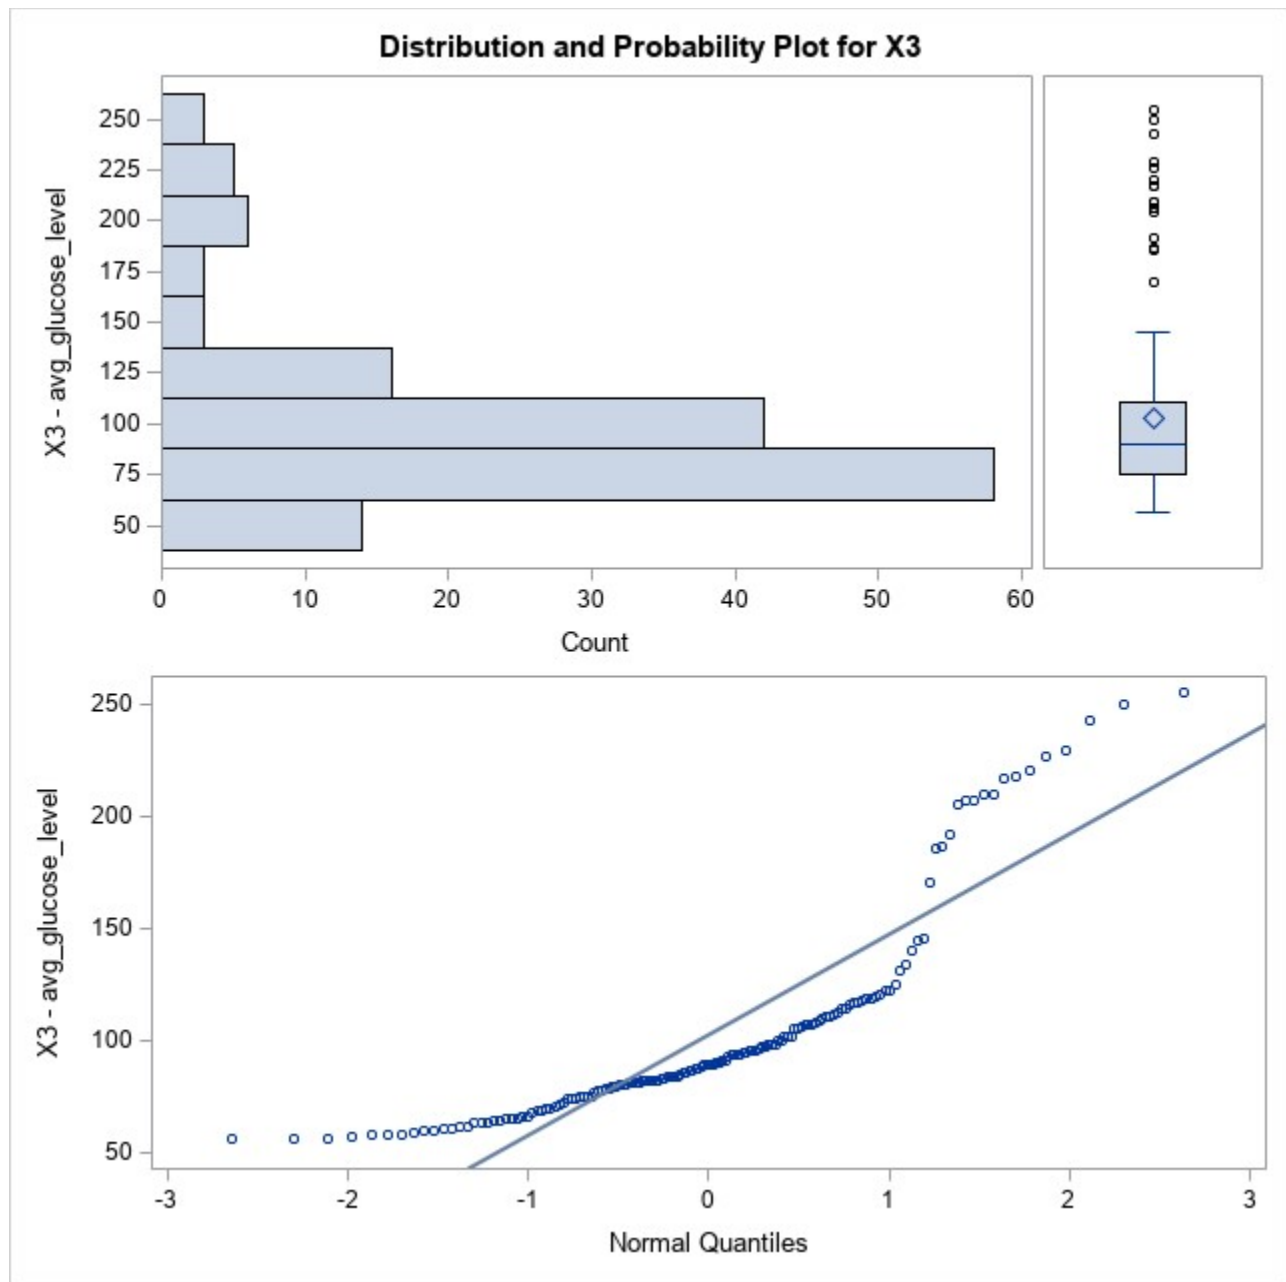 Distribution and Probability Plot for X3
X3 - avg_glucose_level
250
225
200
175
150
125
100
75
50
0 10 20 30 40 50 60
Count
X3 - avg_glucose_level
250
200
150
100
50
-3 -2 -1 0 1 2 3
Normal Quantiles